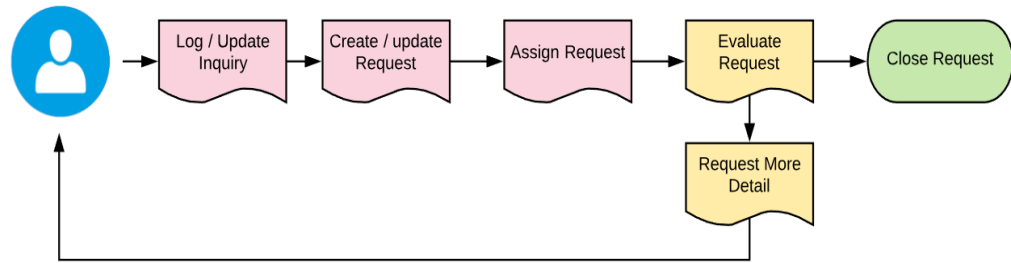 Log / Update
Inquiry
Create / update
Request
Assign Request
Evaluate
Request
Close Request
Request More
Detail